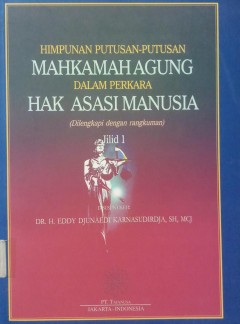 HIMPUNAN PUTUSAN-PUTUSAN
MAHKAMAH AGUNG
DALAM PERKARA
HAK ASASI MANUSIA
(Dilengkapi dengan rangkuman)
Jilid 1
DR. H. EDDY DJUNAEDI KARNASUDIRDJA, SH, MCJ
JAKARTA - INDONESIA